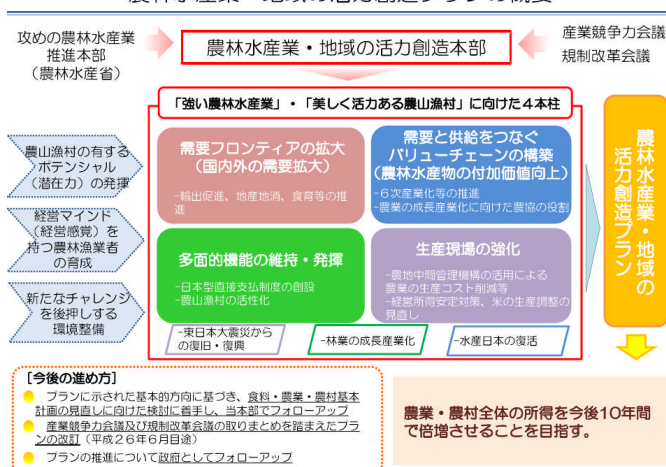 農林水産業・地域の活力創造プランの概要
攻めの農林水産業
推進本部
（農林水産省）
農林水産業・地域の活力創造本部
産業競争力会議
規制改革会議
「強い農林水産業」・「美しく活力ある農山漁村」に向けた４本柱
農山漁村の有する
ポテンシャル
（潜在力）の発揮
経営マインド
（経営感覚）を
持つ農林漁業者
の育成
新たなチャレンジ
を後押しする
環境整備
需要フロンティアの拡大
（国内外の需要拡大）
－輸出促進、地産地消、食育等の推
進
需要と供給をつなぐ
バリューチェーンの構築
（農林水産物の付加価値向上）
－６次産業化等の推進
－農業の成長産業化に向けた農協の役割
多面的機能の維持・発揮
－日本型直接支払制度の創設
－農山漁村の活性化
生産現場の強化
－農地中間管理機構の活用による
農業の生産コスト削減等
－経営所得安定対策、米の生産調整の
見直し
－東日本大震災から
の復旧・復興
－林業の成長産業化
－水産日本の復活
農林水産業・地域の
活力創造プラン
［今後の進め方］
プランに示された基本的方向に基づき、食料・農業・農村基本
計画の見直しに向けた検討に着手し、当本部でフォローアップ
産業競争力会議及び規制改革会議の取りまとめを踏まえたプラ
ンの改訂（平成２６年６月目途）
プランの推進について政府としてフォローアップ
農業・農村全体の所得を今後10年間
で倍増させることを目指す。